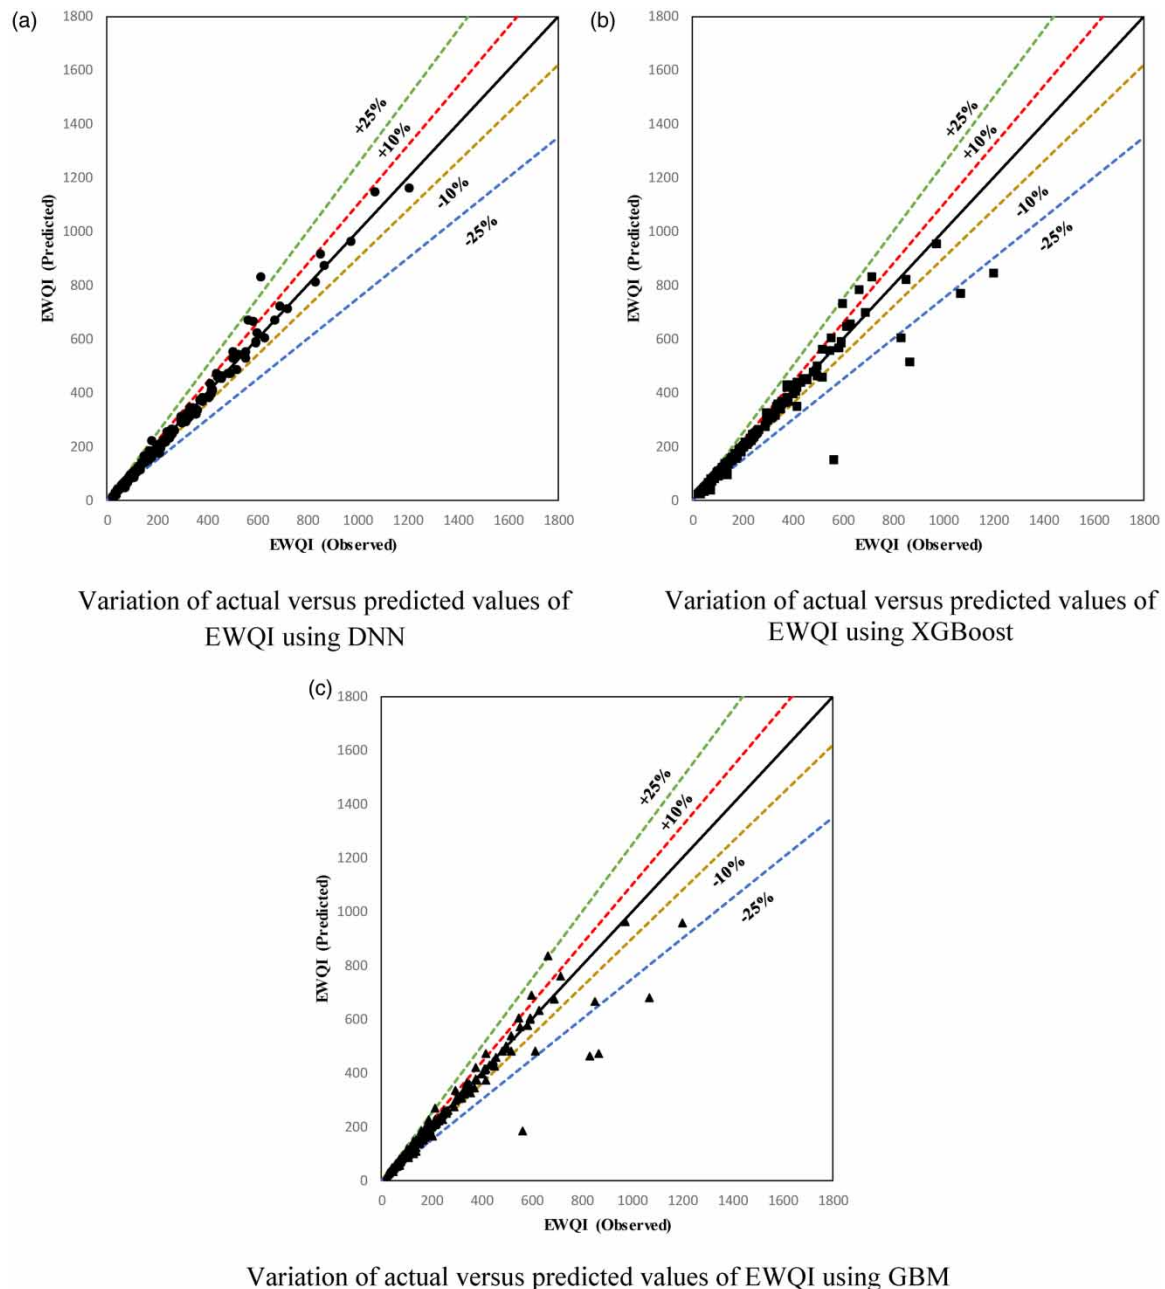 (a)
1800
1600
1400
1200
1000
800
600
400
200
0
EWQI (Predicted)
+25%
+10%
-10%
-25%
0 200 400 600 800 1000 1200 1400 1600 1800
EWQI (Observed)
Variation of actual versus predicted values of
EWQI using DNN
(b)
1800
1600
1400
1200
1000
800
600
400
200
0
EWQI (Predicted)
+25%
+10%
-10%
-25%
0 200 400 600 800 1000 1200 1400 1600 1800
EWQI (Observed)
Variation of actual versus predicted values of
EWQI using XGBoost
(c)
1800
1600
1400
1200
1000
800
600
400
200
0
EWQI (Predicted)
+25%
+10%
-10%
-25%
0 200 400 600 800 1000 1200 1400 1600 1800
EWQI (Observed)
Variation of actual versus predicted values of EWQI using GBM